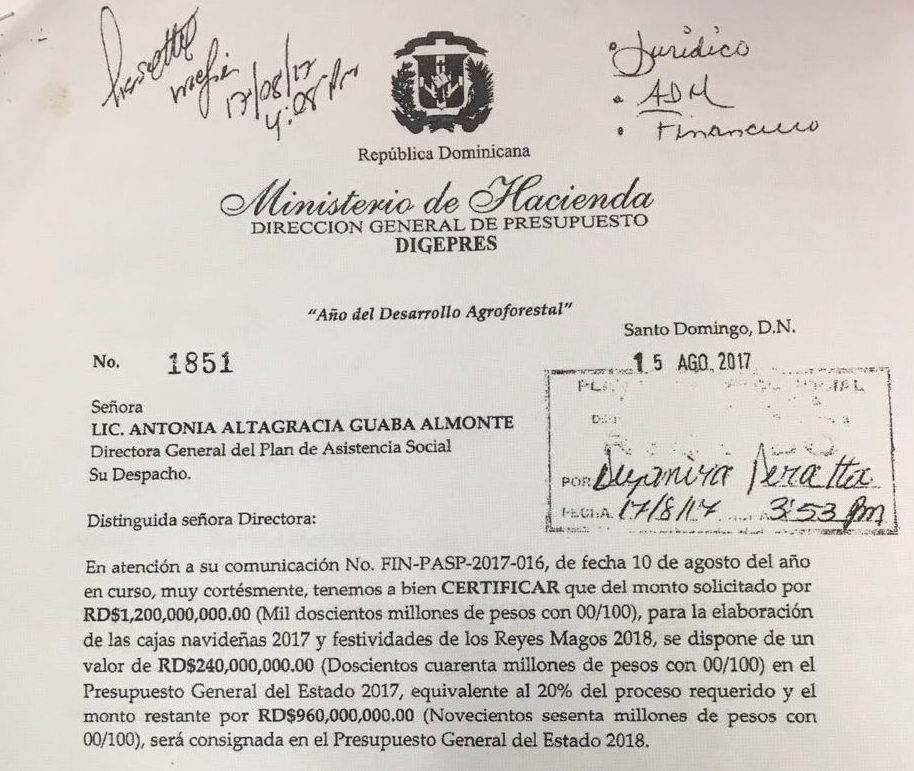 17/08/17
4:08 Pm
• Jurídico
• ADM
• Financiero
República Dominicana
Ministerio de Hacienda
DIRECCION GENERAL DE PRESUPUESTO
DIGEPRES
"Año del Desarrollo Agroforestal"
Santo Domingo, D.N.
No. 1851
15 AGO. 2017
Señora
LIC. ANTONIA ALTAGRACIA GUABA ALMONTE
Directora General del Plan de Asistencia Social
Su Despacho.
POR Deyanira Peralta
FECHA 17/8/17 3:53 Pm
Distinguida señora Directora:
En atención a su comunicación No. FIN-PASP-2017-016, de fecha 10 de agosto del año
en curso, muy cortésmente, tenemos a bien CERTIFICAR que del monto solicitado por
RD$1,200,000,000.00 (Mil doscientos millones de pesos con 00/100), para la elaboración
de las cajas navideñas 2017 y festividades de los Reyes Magos 2018, se dispone de un
valor de RD$240,000,000.00 (Doscientos cuarenta millones de pesos con 00/100) en el
Presupuesto General del Estado 2017, equivalente al 20% del proceso requerido y el
monto restante por RD$960,000,000.00 (Novecientos sesenta millones de pesos con
00/100), será consignada en el Presupuesto General del Estado 2018.